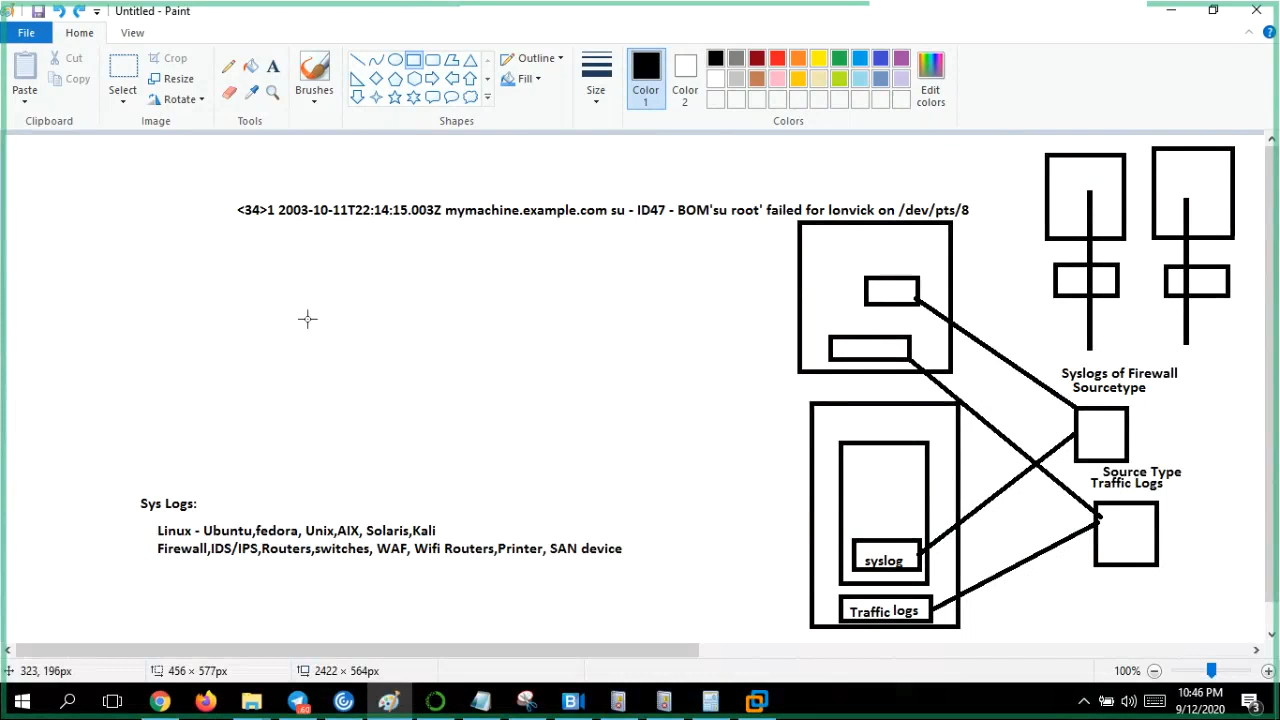 Untitled - Paint
File
Home
View
Paste
Cut
Copy
Clipboard
Select
Crop
Resize
Rotate
Image
A
Tools
Brushes
Shapes
Outline
Fill
Size
Color
1
Color
2
Edit
colors
Colors
<34>1 2003-10-11T22:14:15.003Z mymachine.example.com su - ID47 - BOM'su root' failed for lonvick on /dev/pts/8
Syslogs of Firewall
Sourcetype
Source Type
Traffic Logs
Sys Logs:
Linux - Ubuntu,fedora, Unix,AIX, Solaris,Kali
Firewall,IDS/IPS,Routers,switches, WAF, Wifi Routers,Printer, SAN device
syslog
Traffic logs
323, 196px
456 × 577px
2422 × 564px
100%
60
10:46 PM
9/12/2020
3